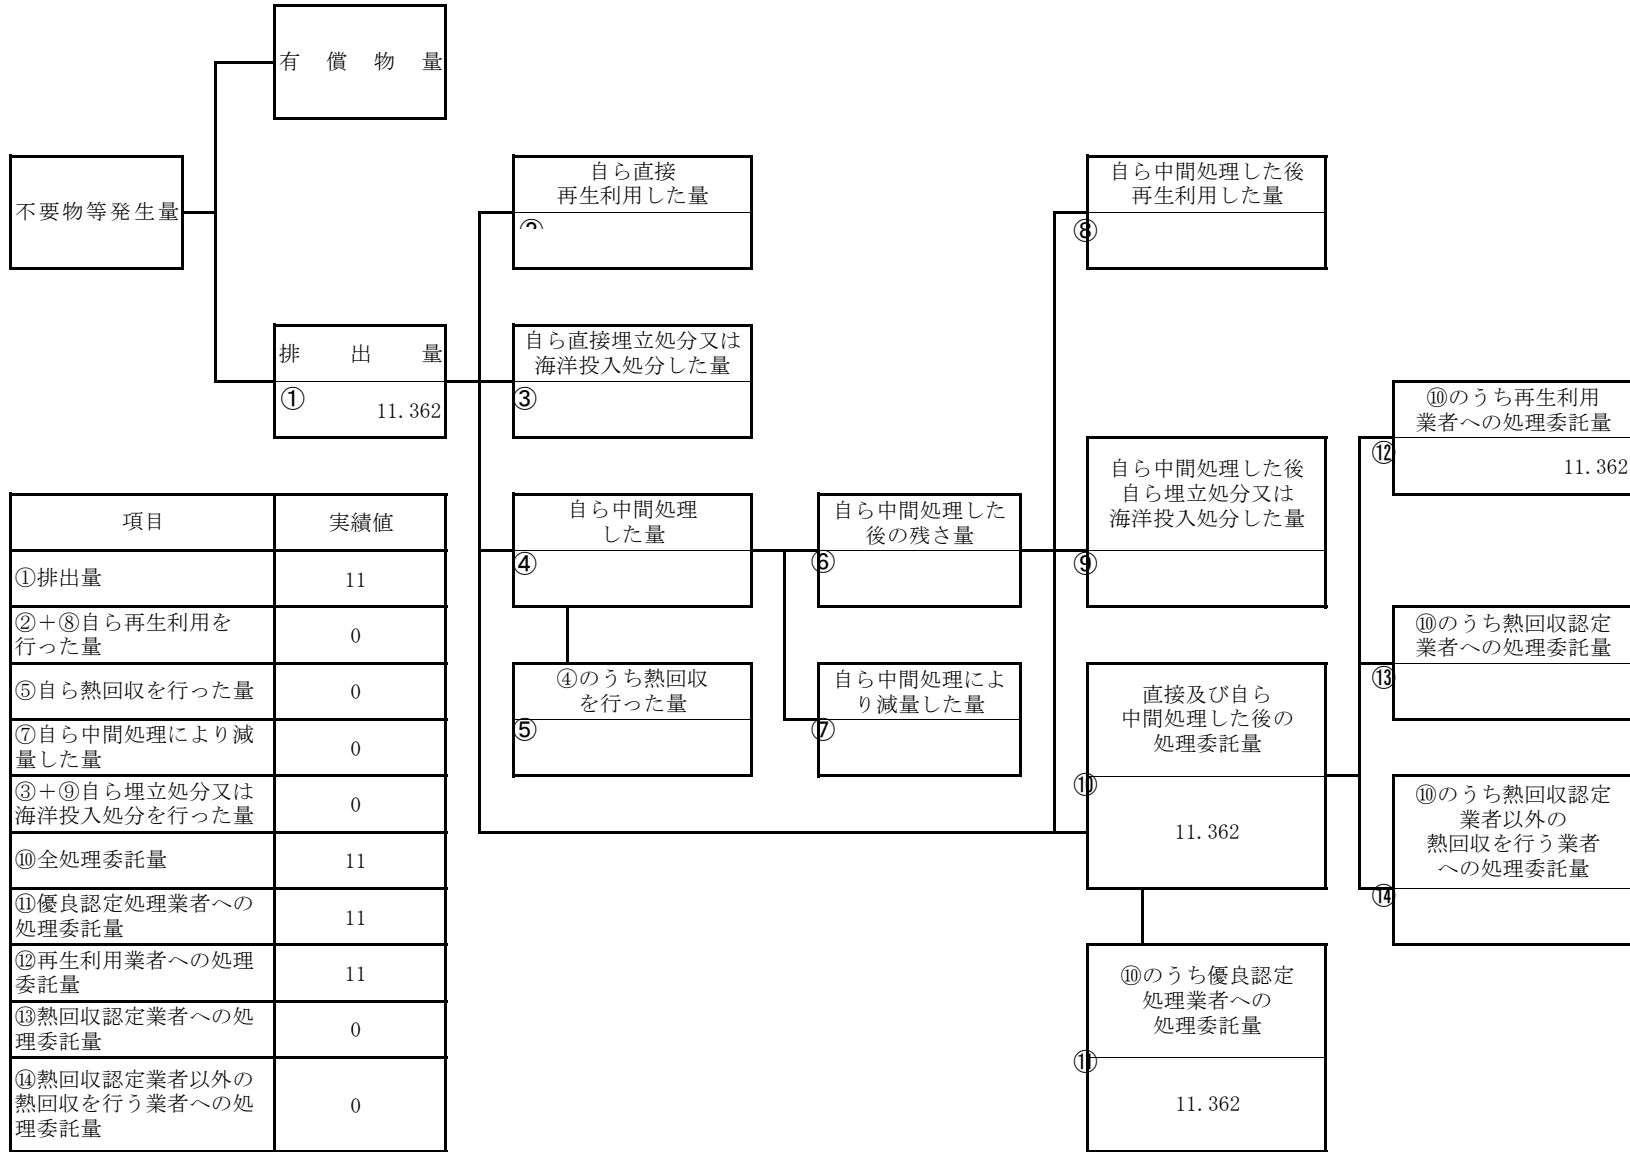 有償物量
不要物等発生量
自ら直接
再生利用した量
②
自ら中間処理した後
再生利用した量
⑧
排出量
①
11.362
自ら直接埋立処分又は
海洋投入処分した量
③
⑩のうち再生利用
業者への処理委託量
⑫
11.362
自ら中間処理した後
自ら埋立処分又は
海洋投入処分した量
⑨
自ら中間処理
した量
④
自ら中間処理した
後の残さ量
⑥
⑩のうち熱回収認定
業者への処理委託量
⑬
④のうち熱回収
を行った量
⑤
自ら中間処理によ
り減量した量
⑦
直接及び自ら
中間処理した後の
処理委託量
⑩
11.362
⑩のうち熱回収認定
業者以外の
熱回収を行う業者
への処理委託量
⑭
⑩のうち優良認定
処理業者への
処理委託量
⑪
11.362
項目 実績値
①排出量 11
②+⑧自ら再生利用を
行った量 0
⑤自ら熱回収を行った量 0
⑦自ら中間処理により減
量した量 0
③+⑨自ら埋立処分又は
海洋投入処分を行った量 0
⑩全処理委託量 11
⑪優良認定処理業者への
処理委託量 11
⑫再生利用業者への処理
委託量 11
⑬熱回収認定業者への処
理委託量 0
⑭熱回収認定業者以外の
熱回収を行う業者への処
理委託量 0